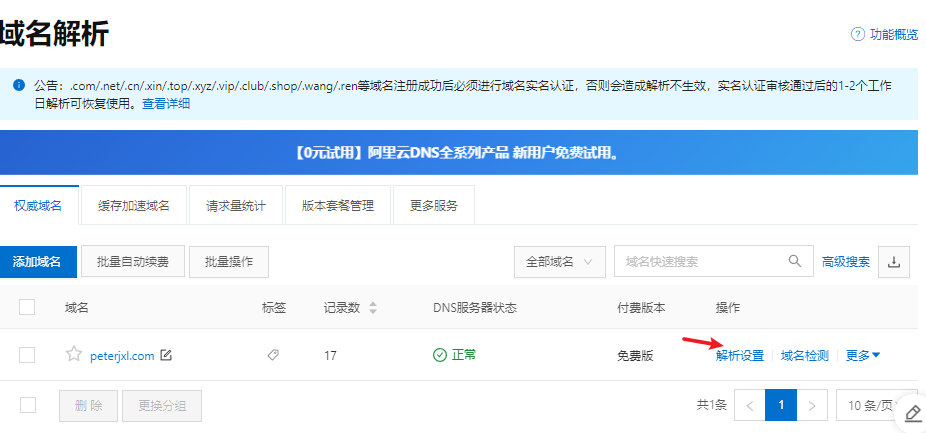 域名解析
功能概览
公告：.com/.net/.cn/.xin/.top/.xyz/.vip/.club/.shop/.wang/.ren等域名注册成功后必须进行域名实名认证，否则会造成解析不生效，实名认证审核通过后的1-2个工作
日解析可恢复使用。查看详细
【0元试用】阿里云DNS全系列产品 新用户免费试用。
权威域名 缓存加速域名 请求量统计 版本套餐管理 更多服务
添加域名 批量自动续费 批量操作 全部域名 域名快速搜索 高级搜索
域名 标签 记录数 DNS服务器状态 付费版本 操作
peterjxl.com 17 正常 免费版 解析设置 域名检测 更多
删除 更换分组 共1条 1 10 条/页